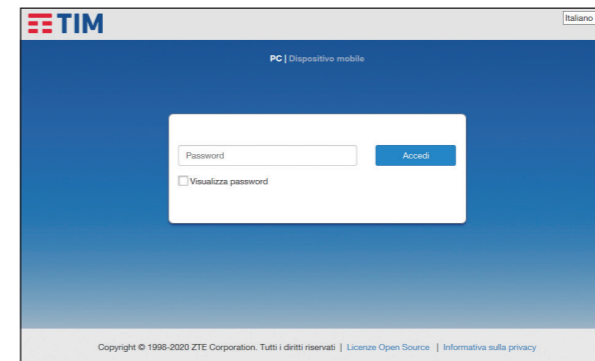 TIM
Italiano
PC | Dispositivo mobile
Password
Accedi
Visualizza password
Copyright © 1998-2020 ZTE Corporation. Tutti i diritti riservati | Licenze Open Source | Informativa sulla privacy